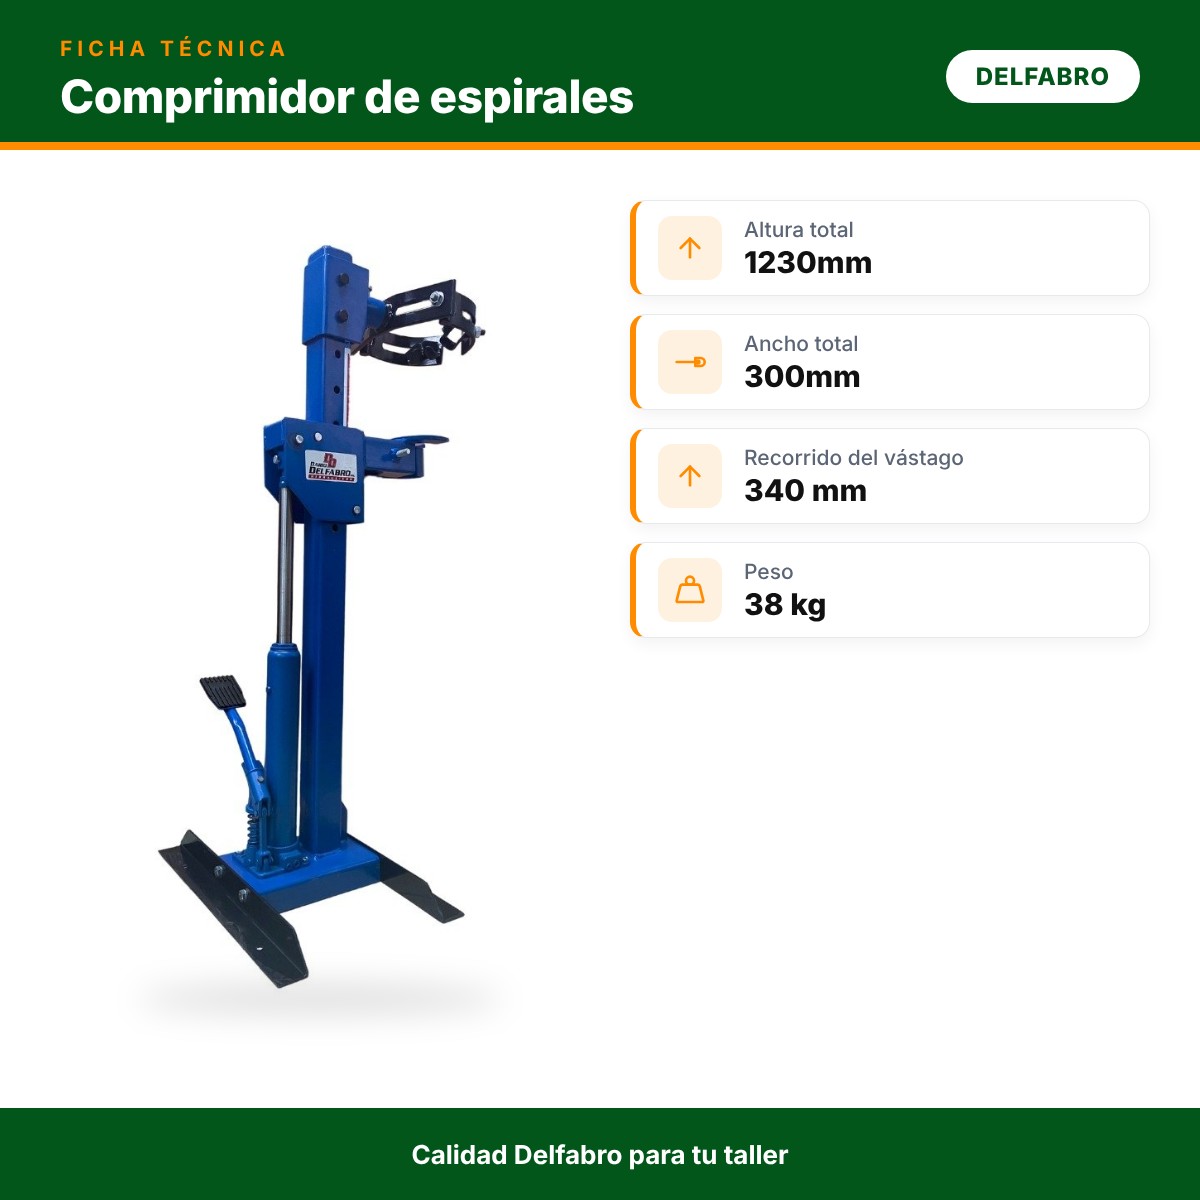 FICHA TÉCNICA
Comprimidor de espirales
DELFABRO
Altura total
1230mm
Ancho total
300mm
Recorrido del vástago
340 mm
Peso
38 kg
DELFABRO
Calidad Delfabro para tu taller